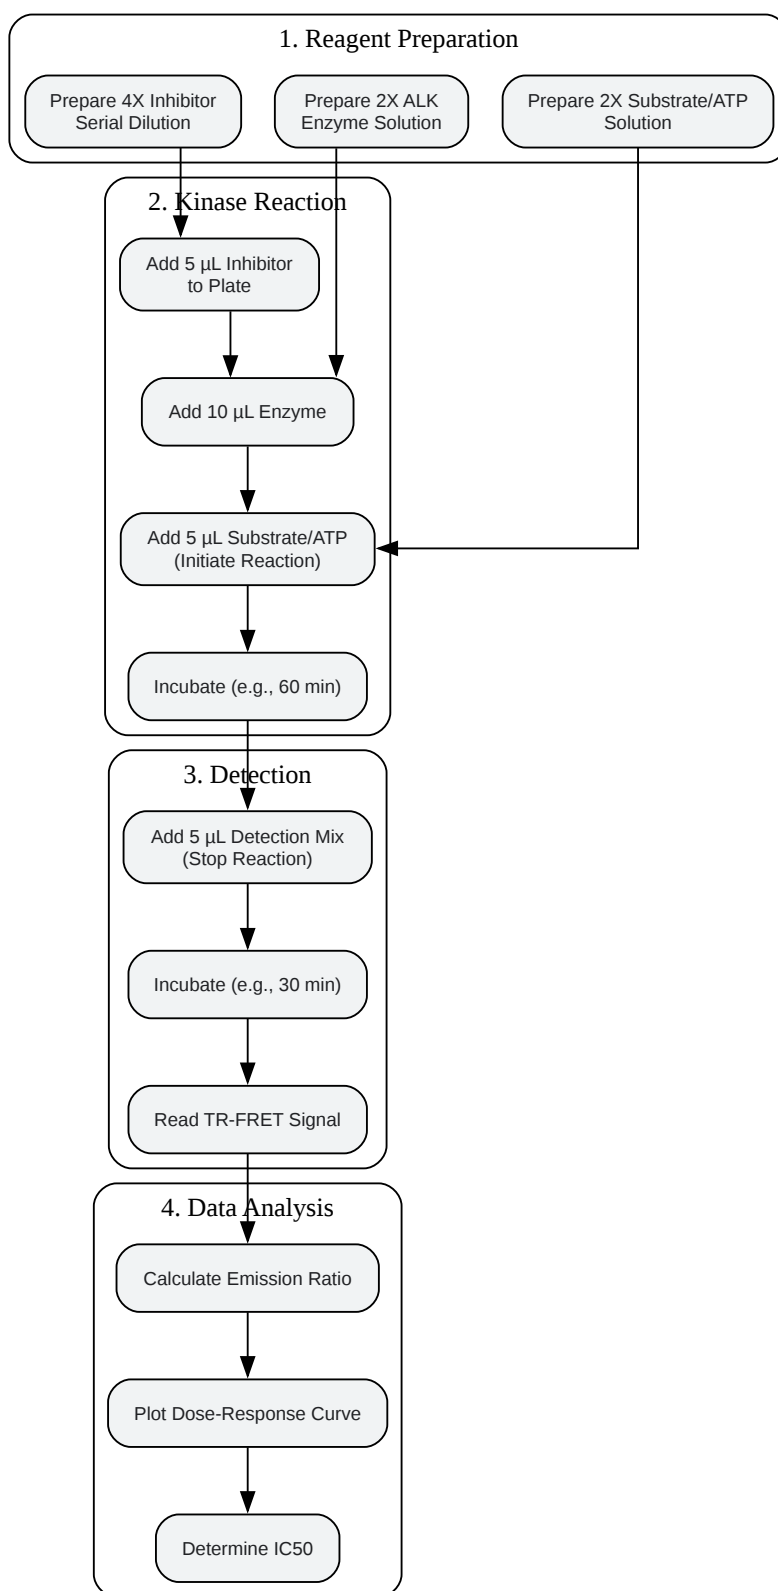 1. Reagent Preparation
Prepare 4X Inhibitor
Serial Dilution
Prepare 2X ALK
Enzyme Solution
Prepare 2X Substrate/ATP
Solution
2. Kinase Reaction
Add 5 µL Inhibitor
to Plate
Add 10 µL Enzyme
Add 5 µL Substrate/ATP
(Initiate Reaction)
Incubate (e.g., 60 min)
3. Detection
Add 5 µL Detection Mix
(Stop Reaction)
Incubate (e.g., 30 min)
Read TR-FRET Signal
4. Data Analysis
Calculate Emission Ratio
Plot Dose-Response Curve
Determine IC50